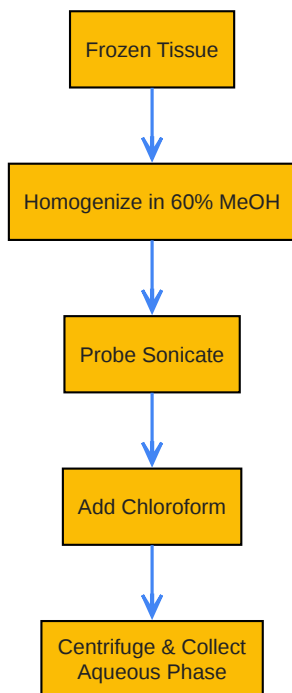 Frozen Tissue
Homogenize in 60% MeOH
Probe Sonicate
Add Chloroform
Centrifuge & Collect
Aqueous Phase